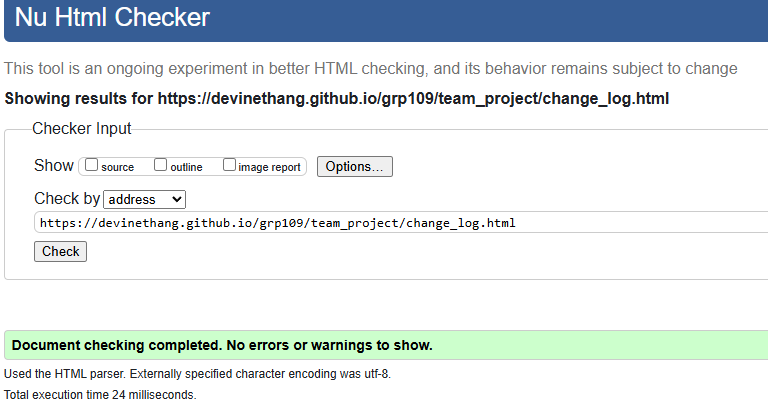 Nu Html Checker
This tool is an ongoing experiment in better HTML checking, and its behavior remains subject to change
Showing results for https://devinethang.github.io/grp109/team_project/change_log.html
Checker Input
Show source outline image report Options...
Check by address
https://devinethang.github.io/grp109/team_project/change_log.html
Check
Document checking completed. No errors or warnings to show.
Used the HTML parser. Externally specified character encoding was utf-8.
Total execution time 24 milliseconds.